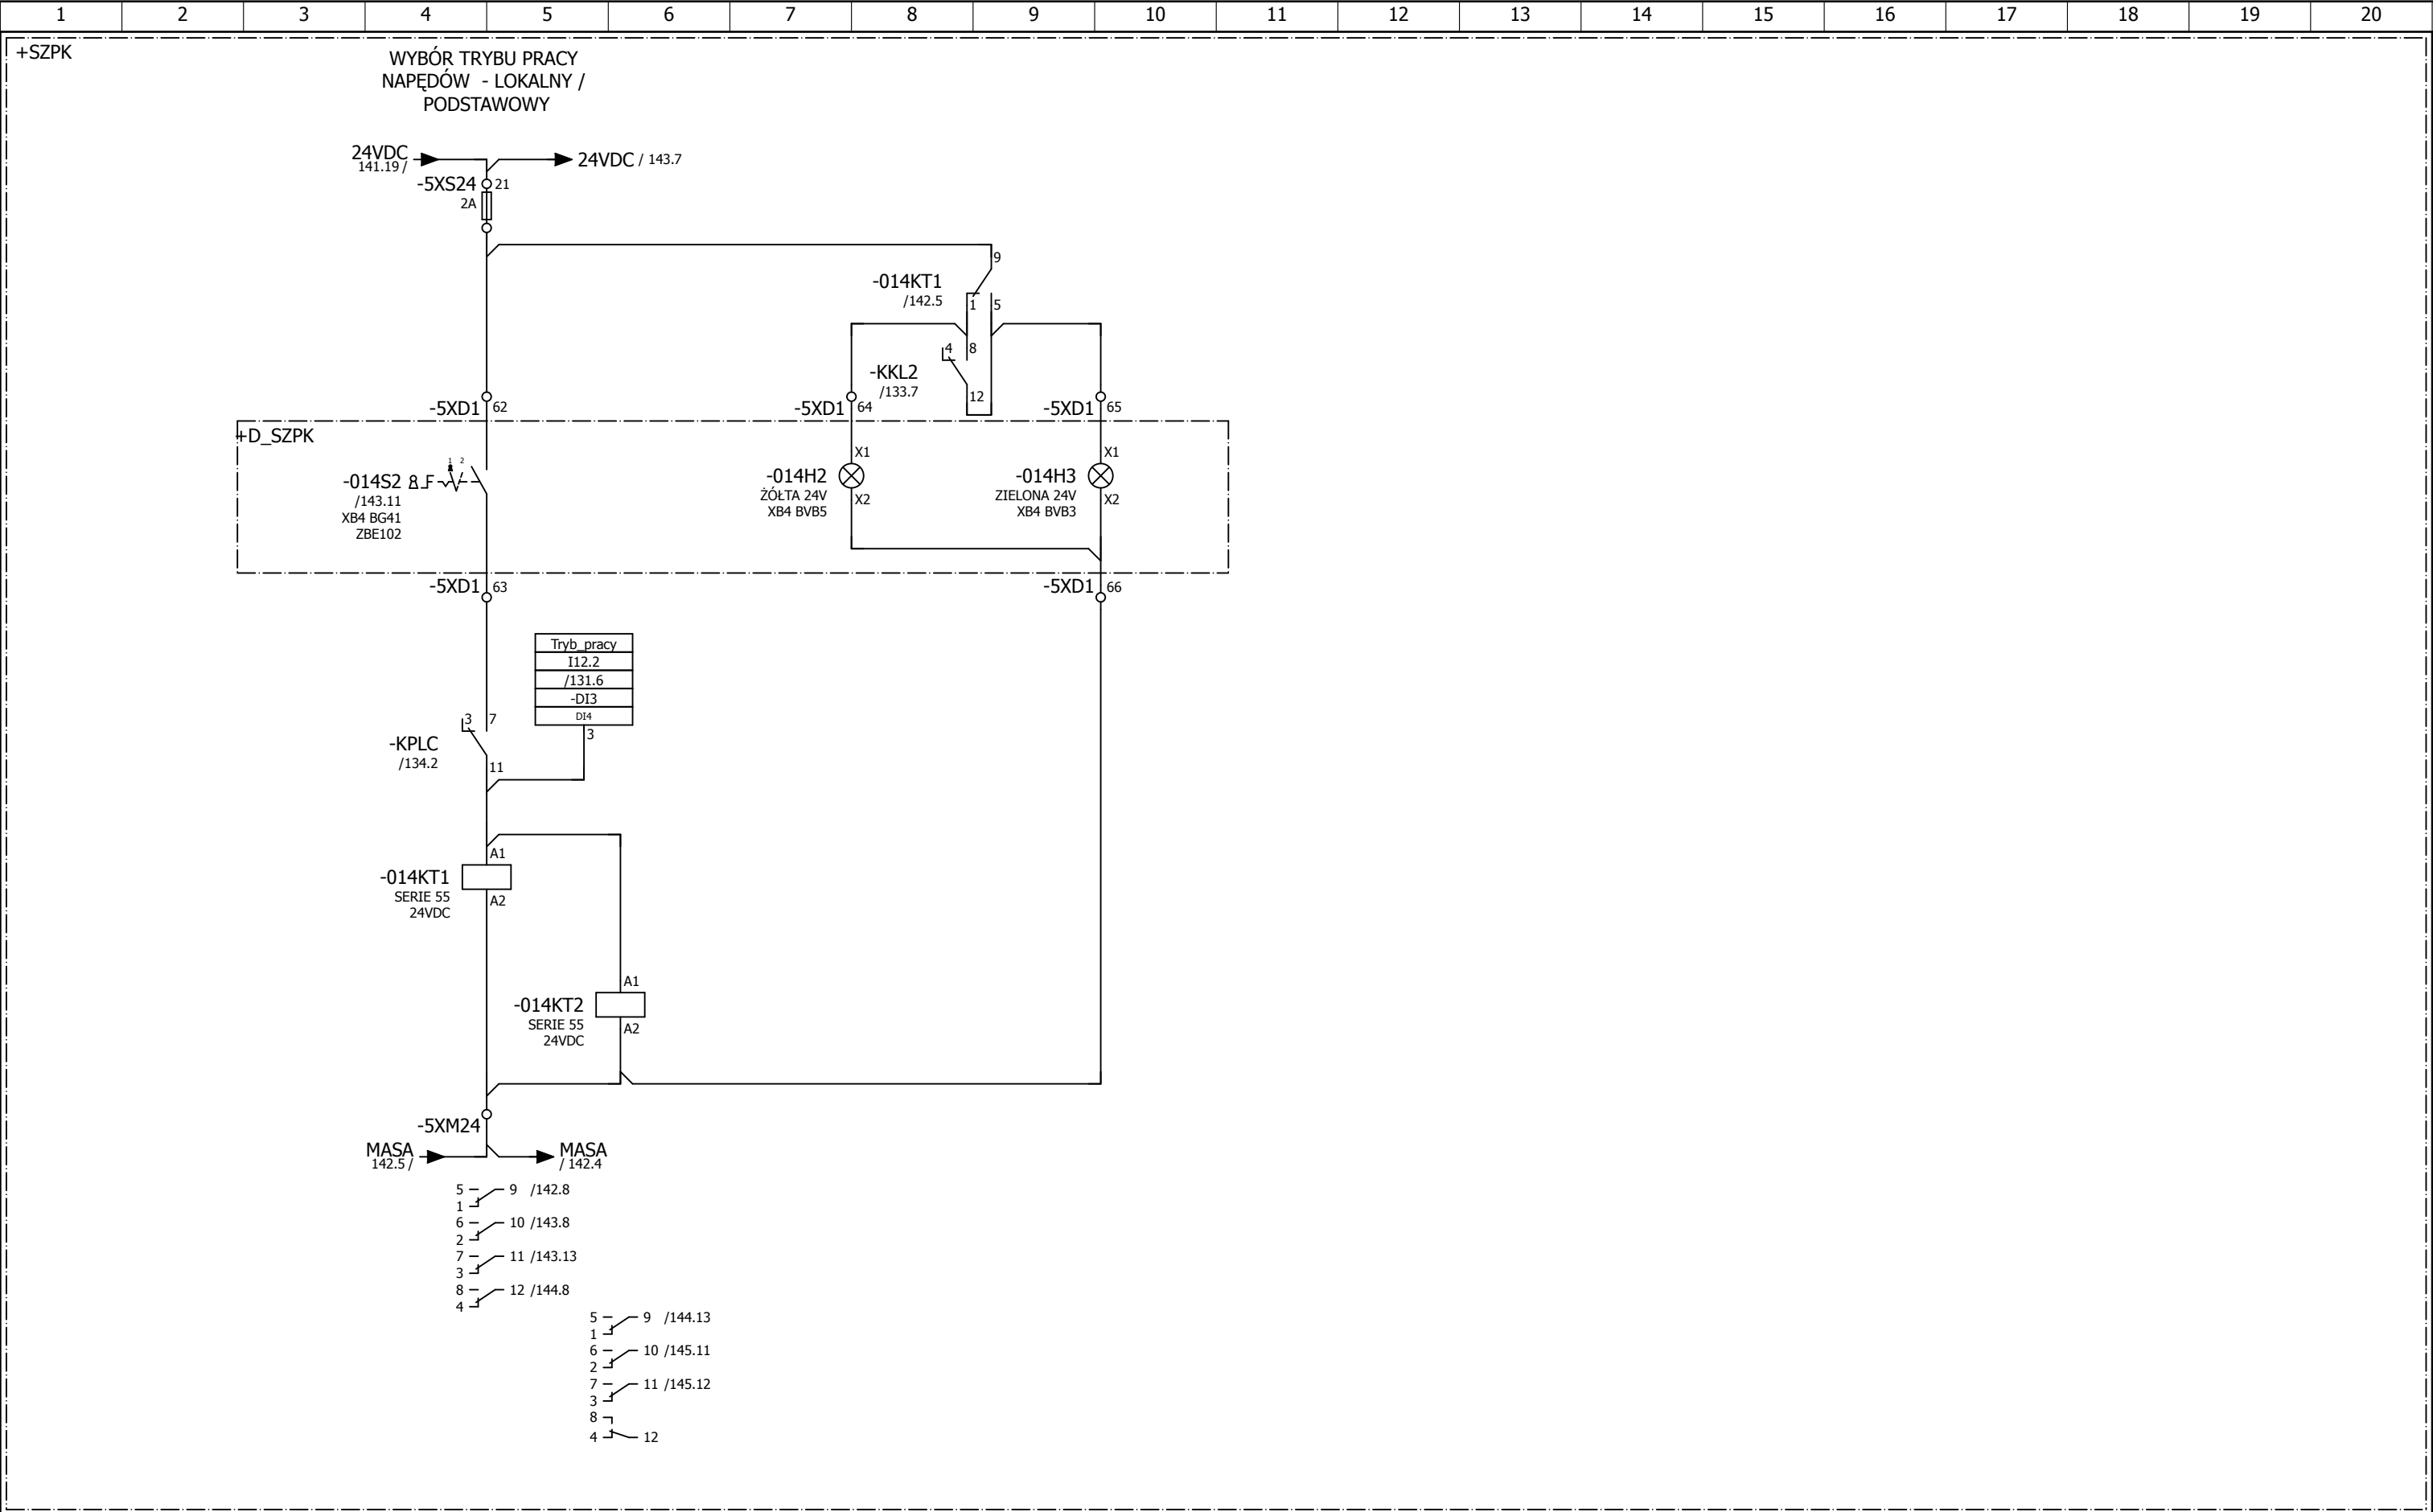 1 2 3 4 5 6 7 8 9 10 11 12 13 14 15 16 17 18 19 20
+SZPK
WYBÓR TRYBU PRACY
NAPĘDÓW - LOKALNY /
PODSTAWOWY
24VDC
141.19 /
24VDC / 143.7
-5XS24 21
2A
9
-014KT1
/142.5
1 5
4 8
-KKL2
/133.7
12
-5XD1 62
-5XD1 64
-5XD1 65
+D_SZPK
1 2
-014S2
/143.11
XB4 BG41
ZBE102
X1
-014H2
ŻÓŁTA 24V
XB4 BVB5
X2
X1
-014H3
ZIELONA 24V
XB4 BVB3
X2
-5XD1 63
-5XD1 66
Tryb_pracy
I12.2
/131.6
-DI3
DI4
3
3 7
-KPLC
/134.2
11
A1
-014KT1
SERIE 55
24VDC
A2
A1
-014KT2
SERIE 55
24VDC
A2
-5XM24
MASA
142.5 /
MASA
/ 142.4
5 9 /142.8
1
6 10 /143.8
2
7 11 /143.13
3
8 12 /144.8
4
5 9 /144.13
1
6 10 /145.11
2
7 11 /145.12
3
8
4 12